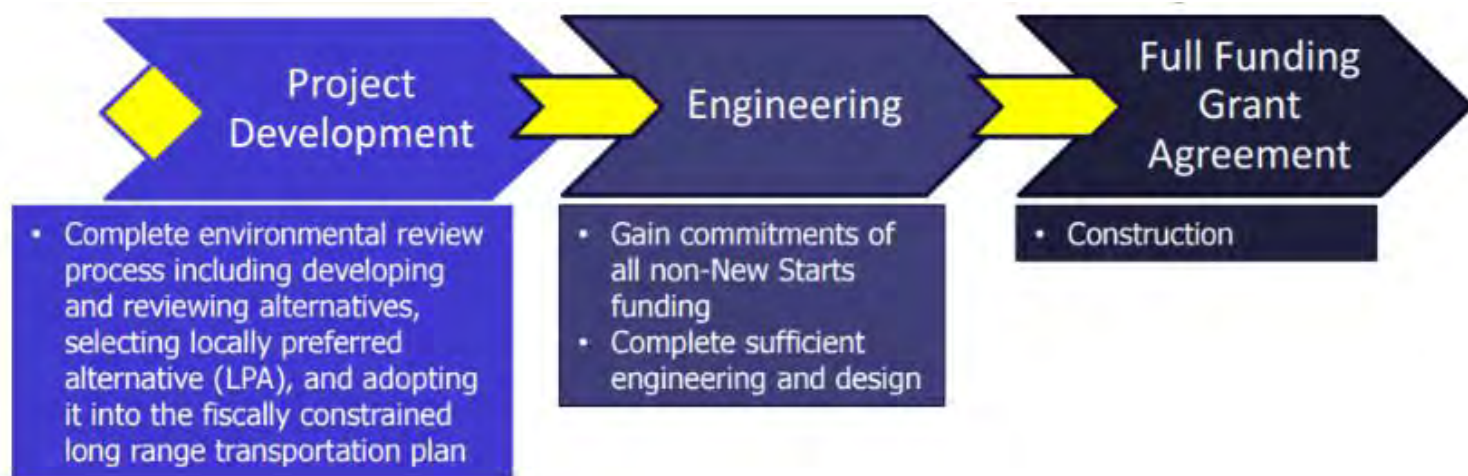 Project
Development
Engineering
Full Funding
Grant
Agreement
• Complete environmental review
process including developing
and reviewing alternatives,
selecting locally preferred
alternative (LPA), and adopting
it into the fiscally constrained
long range transportation plan
• Gain commitments of
all non-New Starts
funding
• Complete sufficient
engineering and design
• Construction